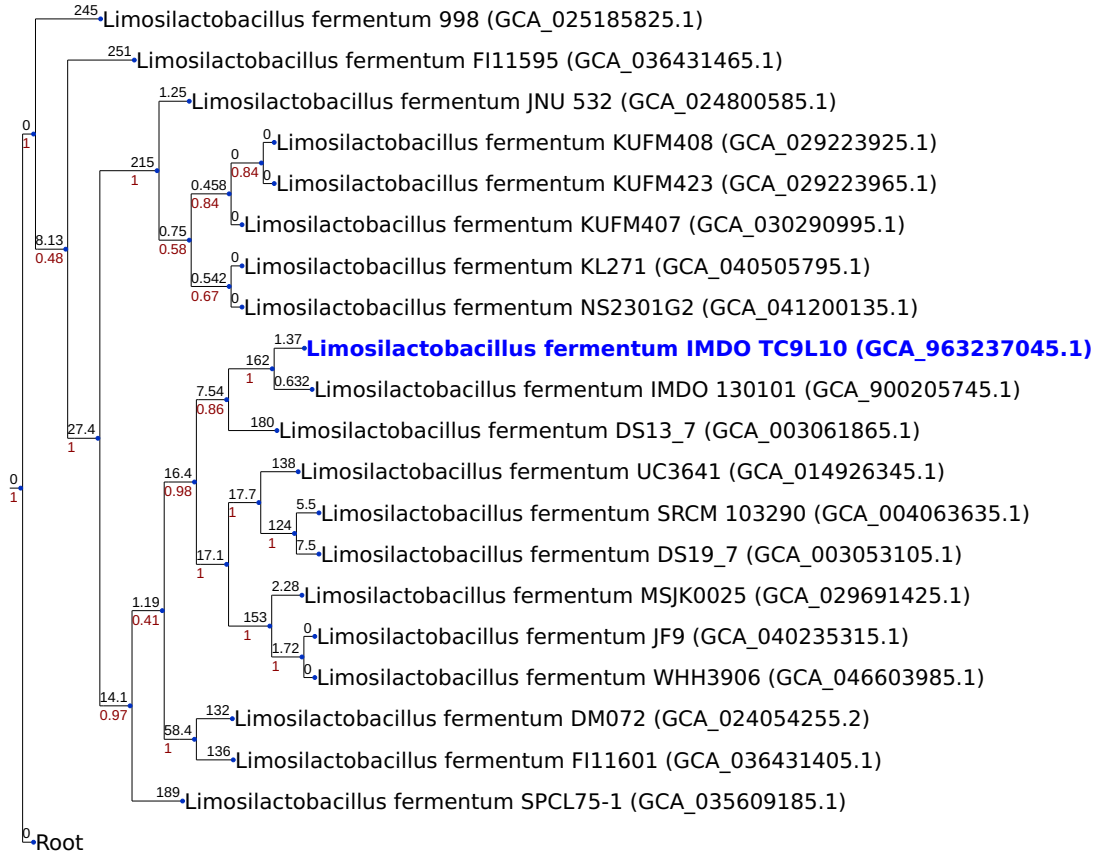 245 Limosilactobacillus fermentum 998 (GCA_025185825.1)
251 Limosilactobacillus fermentum FI11595 (GCA_036431465.1)
1.25 Limosilactobacillus fermentum JNU 532 (GCA_024800585.1)
0
1
0 Limosilactobacillus fermentum KUFM408 (GCA_029223925.1)
0
0.84
215
1
0.458
0.84
0 Limosilactobacillus fermentum KUFM423 (GCA_029223965.1)
0 Limosilactobacillus fermentum KUFM407 (GCA_030290995.1)
8.13
0.48
0.75
0.58
0 Limosilactobacillus fermentum KL271 (GCA_040505795.1)
0.542
0.67
0 Limosilactobacillus fermentum NS2301G2 (GCA_041200135.1)
1.37 Limosilactobacillus fermentum IMDO TC9L10 (GCA_963237045.1)
162
1
0.632 Limosilactobacillus fermentum IMDO 130101 (GCA_900205745.1)
7.54
0.86
180 Limosilactobacillus fermentum DS13_7 (GCA_003061865.1)
27.4
1
138 Limosilactobacillus fermentum UC3641 (GCA_014926345.1)
0
1
16.4
0.98
17.7
1
5.5 Limosilactobacillus fermentum SRCM 103290 (GCA_004063635.1)
124
1
7.5 Limosilactobacillus fermentum DS19_7 (GCA_003053105.1)
17.1
1
2.28 Limosilactobacillus fermentum MSJK0025 (GCA_029691425.1)
1.19
0.41
153
1
0 Limosilactobacillus fermentum JF9 (GCA_040235315.1)
1.72
1
0 Limosilactobacillus fermentum WHH3906 (GCA_046603985.1)
14.1
0.97
132 Limosilactobacillus fermentum DM072 (GCA_024054255.2)
58.4
1
136 Limosilactobacillus fermentum FI11601 (GCA_036431405.1)
189 Limosilactobacillus fermentum SPCL75-1 (GCA_035609185.1)
0 Root